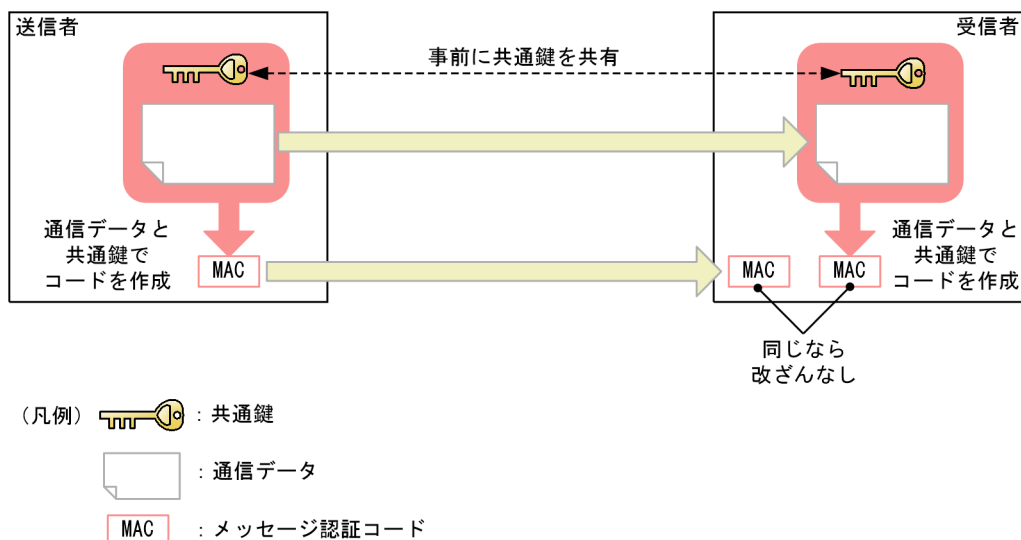 送信者
受信者
事前に共通鍵を共有
通信データと
共通鍵で
コードを作成
MAC
MAC
MAC
通信データと
共通鍵で
コードを作成
同じなら
改ざんなし
(凡例)
：共通鍵
：通信データ
MAC ：メッセージ認証コード